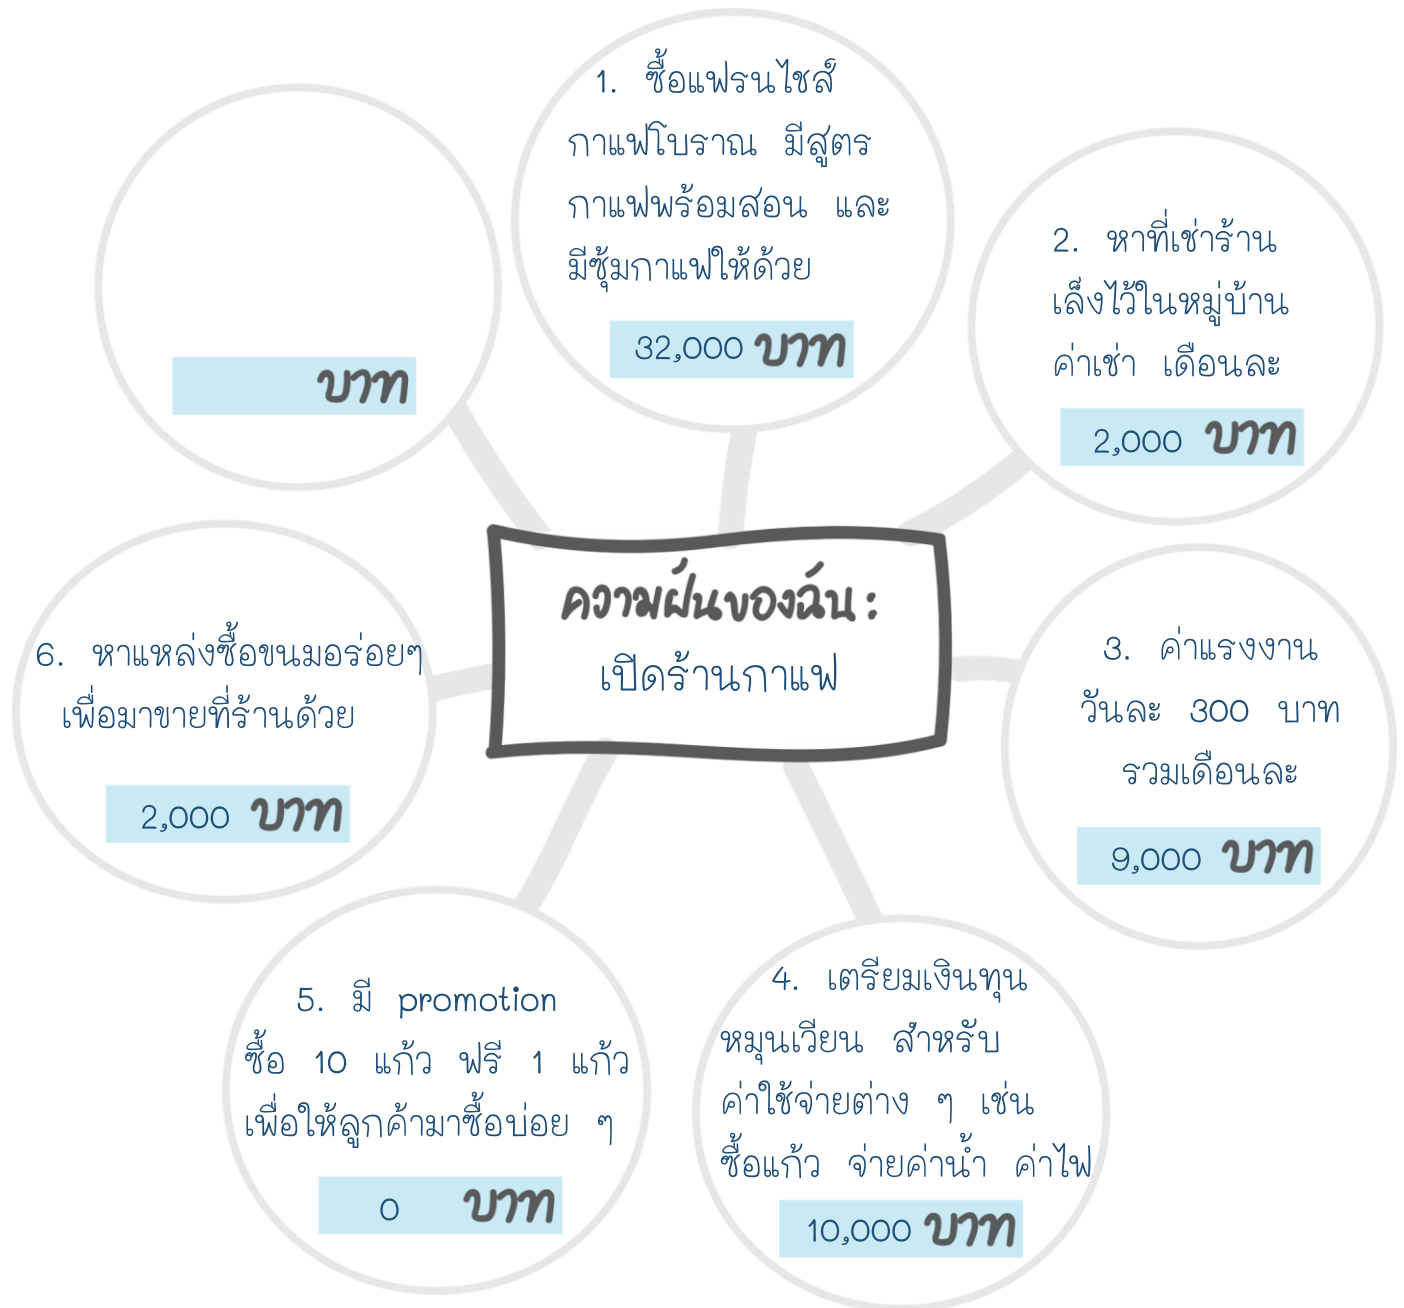 1. ซื้อแฟรนไชส์
กาแฟโบราณ มีสูตร
กาแฟพร้อมสอน และ
มีซุ้มกาแฟให้ด้วย
32,000 บาท
2. หาที่เช่าร้าน
เล็งไว้ในหมู่บ้าน
ค่าเช่า เดือนละ
2,000 บาท
3. ค่าแรงงาน
วันละ 300 บาท
รวมเดือนละ
9,000 บาท
4. เตรียมเงินทุน
หมุนเวียน สำหรับ
ค่าใช้จ่ายต่าง ๆ เช่น
ซื้อแก้ว จ่ายค่าน้ำ ค่าไฟ
10,000 บาท
5. มี promotion
ซื้อ 10 แก้ว ฟรี 1 แก้ว
เพื่อให้ลูกค้ามาซื้อบ่อย ๆ
0 บาท
6. หาแหล่งซื้อขนมอร่อยๆ
เพื่อมาขายที่ร้านด้วย
2,000 บาท
บาท
ความฝันของฉัน:
เปิดร้านกาแฟ